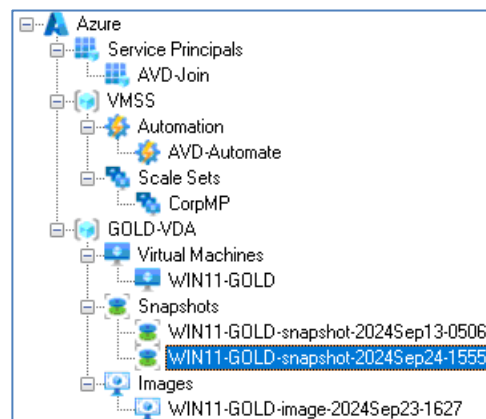 Azure
Service Principals
AVD-Join
VMSS
Automation
AVD-Automate
Scale Sets
CorpMP
GOLD-VDA
Virtual Machines
WIN11-GOLD
Snapshots
WIN11-GOLD-snapshot-2024Sep13-0506
WIN11-GOLD-snapshot-2024Sep24-1555
Images
WIN11-GOLD-image-2024Sep23-1627